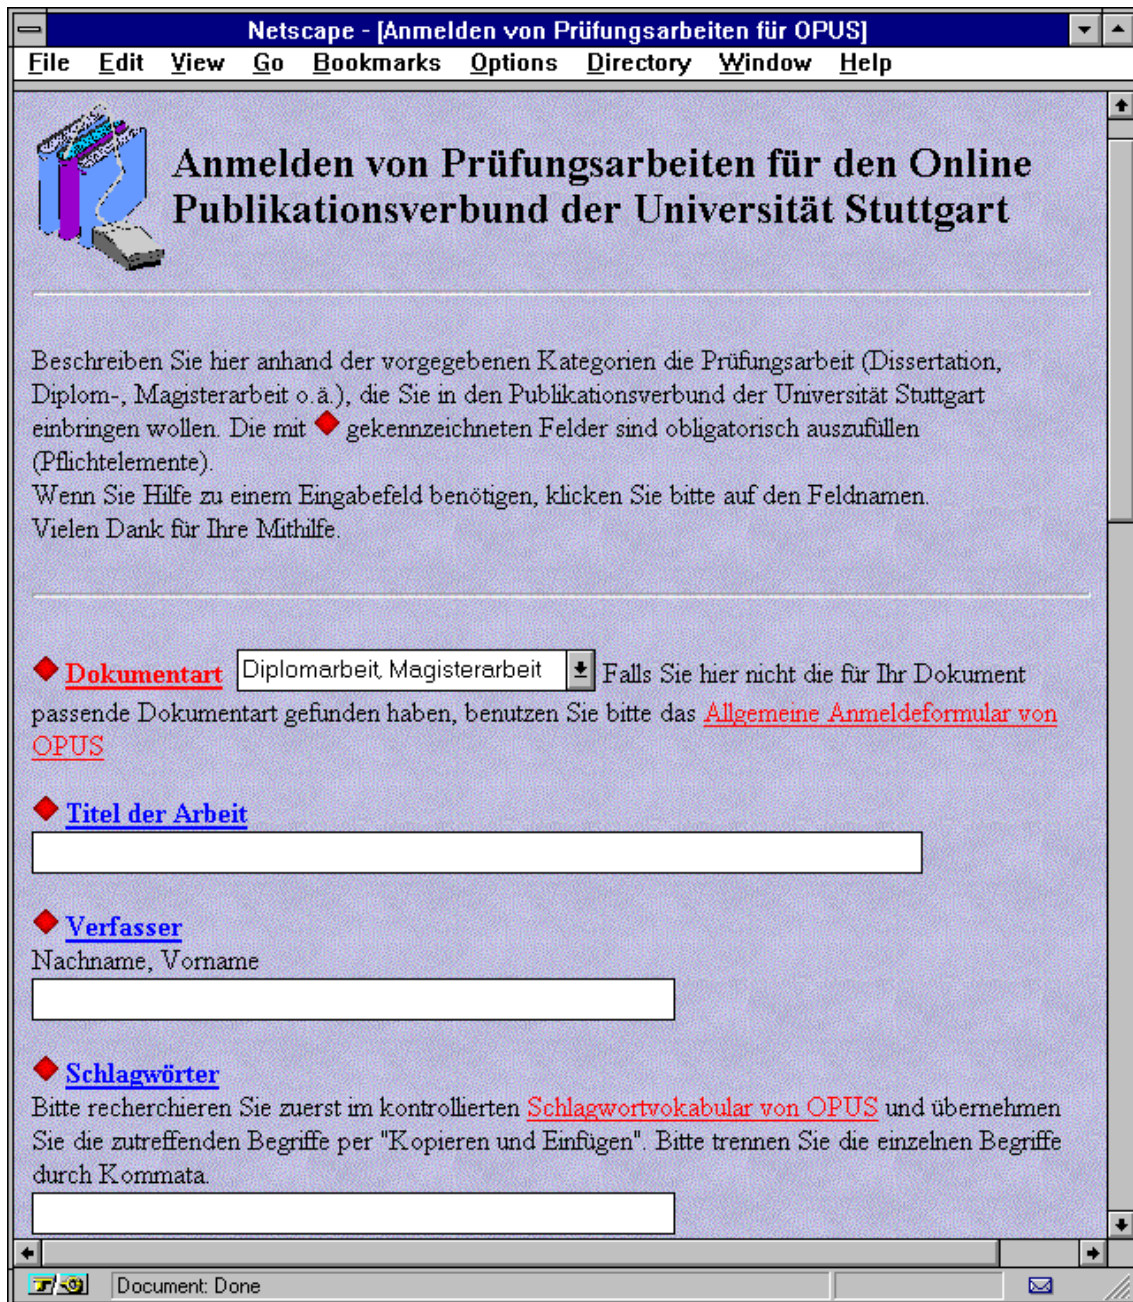 Netscape - [Anmelden von Prüfungsarbeiten für OPUS]
File Edit View Go Bookmarks Options Directory Window Help
Anmelden von Prüfungsarbeiten für den Online
Publikationsverbund der Universität Stuttgart
Beschreiben Sie hier anhand der vorgegebenen Kategorien die Prüfungsarbeit (Dissertation,
Diplom-, Magisterarbeit o.ä.), die Sie in den Publikationsverbund der Universität Stuttgart
einbringen wollen. Die mit gekennzeichneten Felder sind obligatorisch auszufüllen
(Pflichtelemente).
Wenn Sie Hilfe zu einem Eingabefeld benötigen, klicken Sie bitte auf den Feldnamen.
Vielen Dank für Ihre Mithilfe.
Dokumentart Diplomarbeit, Magisterarbeit Falls Sie hier nicht die für Ihr Dokument
passende Dokumentart gefunden haben, benutzen Sie bitte das Allgemeine Anmeldeformular von
OPUS
Titel der Arbeit
Verfasser
Nachname, Vorname
Schlagwörter
Bitte recherchieren Sie zuerst im kontrollierten Schlagwortvokabular von OPUS und übernehmen
Sie die zutreffenden Begriffe per "Kopieren und Einfügen". Bitte trennen Sie die einzelnen Begriffe
durch Kommata.
Document: Done